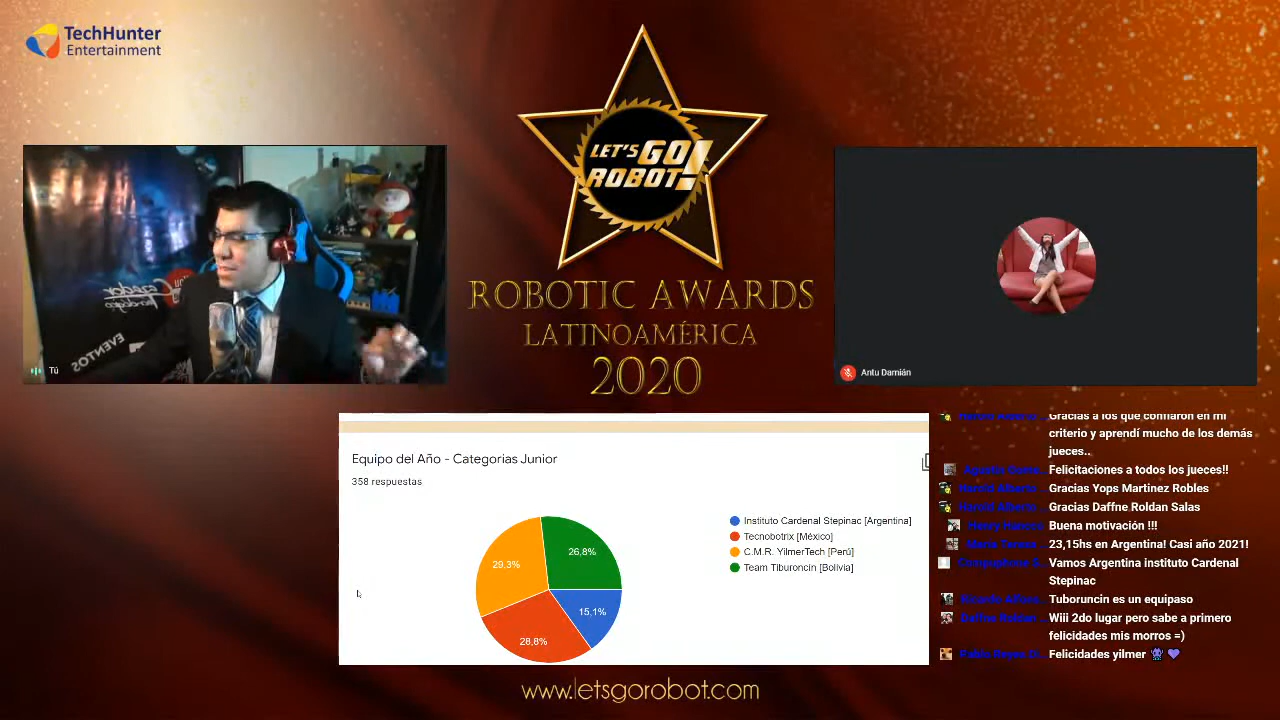 TechHunter
Entertainment
LET'S GO!
ROBOT!
ROBOTIC AWARDS
LATINOAMÉRICA
2020
EVENTOS
Tú
Antu Damián
Equipo del Año - Categorias Junior
358 respuestas
Instituto Cardenal Stepinac [Argentina]
Tecnobotrix [México]
C.M.R. YilmerTech [Perú]
Team Tiburoncín [Bolivia]
26,8%
29,3%
15,1%
28,8%
Gracias a los que confiaron en mi
criterio y aprendí mucho de los demás
jueces..
Felicitaciones a todos los jueces!!
Gracias Yops Martinez Robles
Gracias Daffne Roldan Salas
Buena motivación !!!
23,15hs en Argentina! Casi año 2021!
Vamos Argentina instituto Cardenal
Stepinac
Tuboruncin es un equipaso
Wiii 2do lugar pero sabe a primero
felicidades mis morros =)
Felicidades yilmer
www.letsgorobot.com